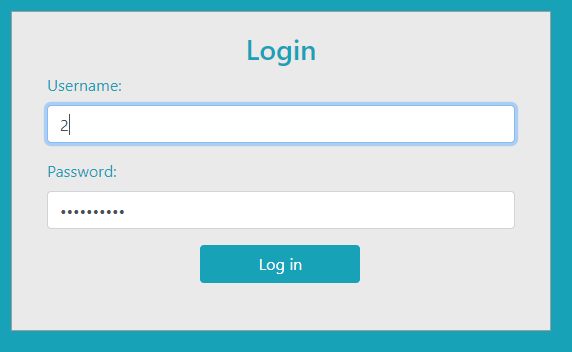 Login
Username:
2
Password:
••••••••••
Log in